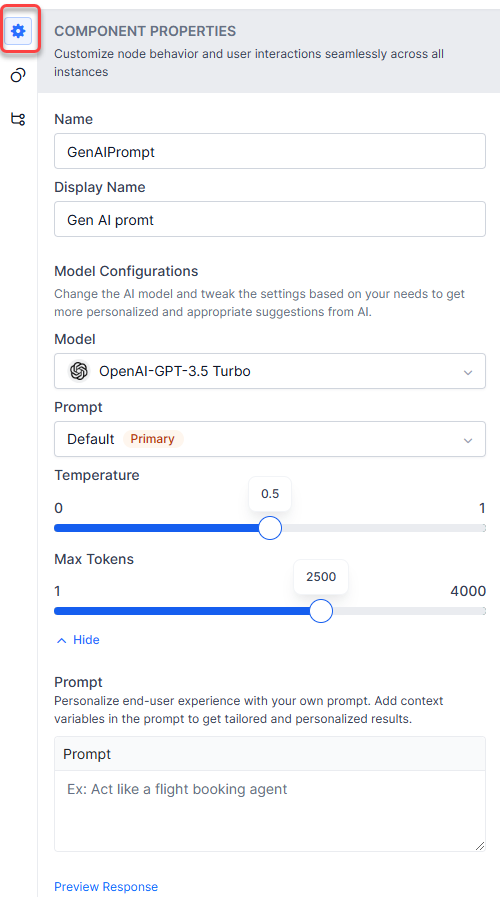 COMPONENT PROPERTIES
Customize node behavior and user interactions seamlessly across all
instances
Name
GenAIPrompt
Display Name
Gen AI promt
Model Configurations
Change the AI model and tweak the settings based on your needs to get
more personalized and appropriate suggestions from AI.
Model
OpenAI-GPT-3.5 Turbo
Prompt
Default Primary
Temperature
0.5
0 1
Max Tokens
2500
1 4000
Hide
Prompt
Personalize end-user experience with your own prompt. Add context
variables in the prompt to get tailored and personalized results.
Prompt
Ex: Act like a flight booking agent
Preview Response